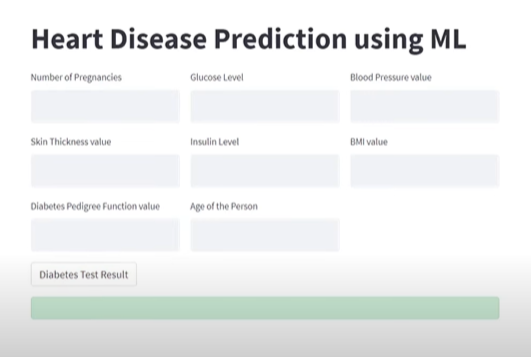 Heart Disease Prediction using ML
Number of Pregnancies Glucose Level Blood Pressure value
Skin Thickness value Insulin Level BMI value
Diabetes Pedigree Function value Age of the Person
Diabetes Test Result